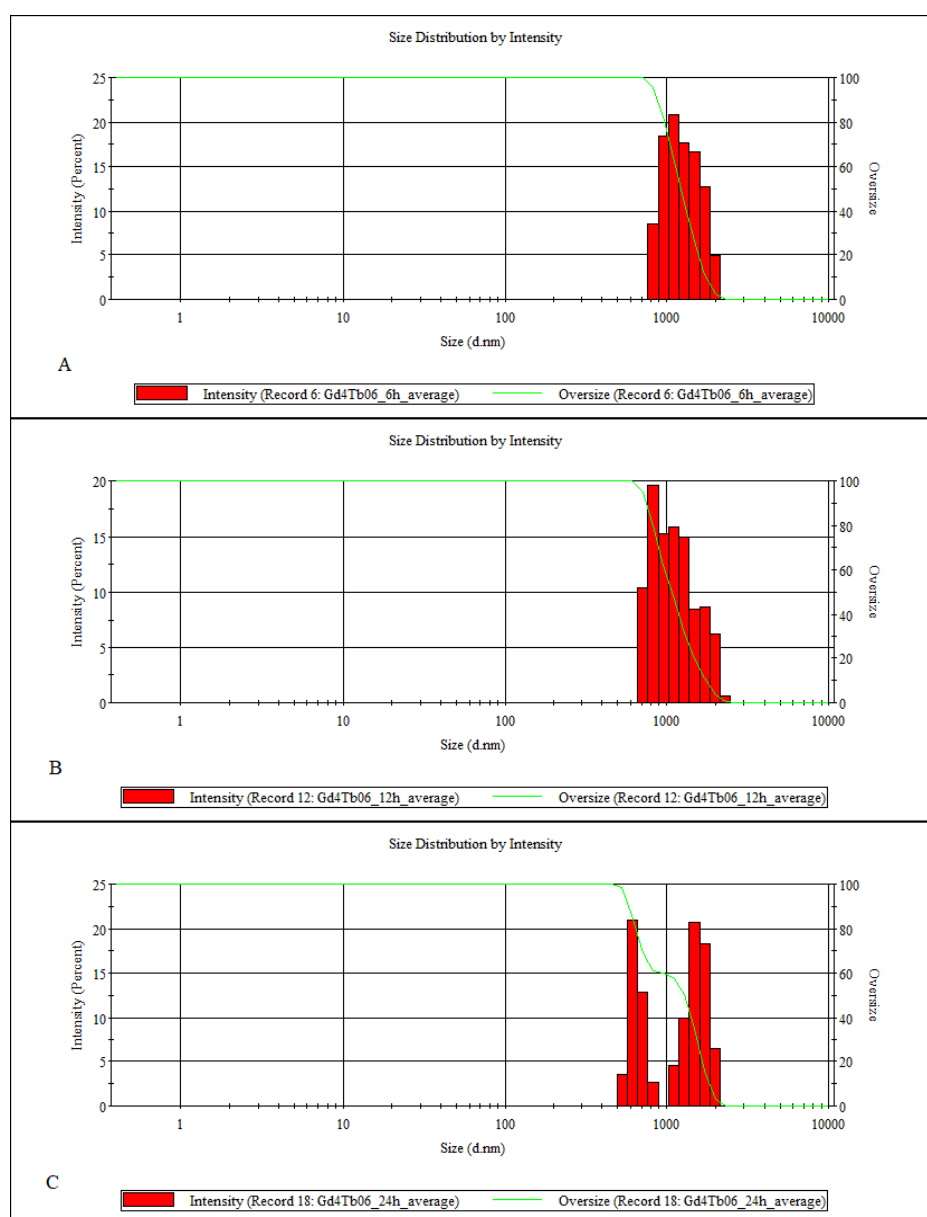 Size Distribution by Intensity
25
20
15
10
5
0
100
80
60
40
20
0
Intensity (Percent)
Oversize
1
10
100
1000
10000
Size (d.nm)
A
Intensity (Record 6: Gd4Tb06_6h_average)
Oversize (Record 6: Gd4Tb06_6h_average)
Size Distribution by Intensity
20
15
10
5
0
100
80
60
40
20
0
Intensity (Percent)
Oversize
1
10
100
1000
10000
Size (d.nm)
B
Intensity (Record 12: Gd4Tb06_12h_average)
Oversize (Record 12: Gd4Tb06_12h_average)
Size Distribution by Intensity
25
20
15
10
5
0
100
80
60
40
20
0
Intensity (Percent)
Oversize
1
10
100
1000
10000
Size (d.nm)
C
Intensity (Record 18: Gd4Tb06_24h_average)
Oversize (Record 18: Gd4Tb06_24h_average)